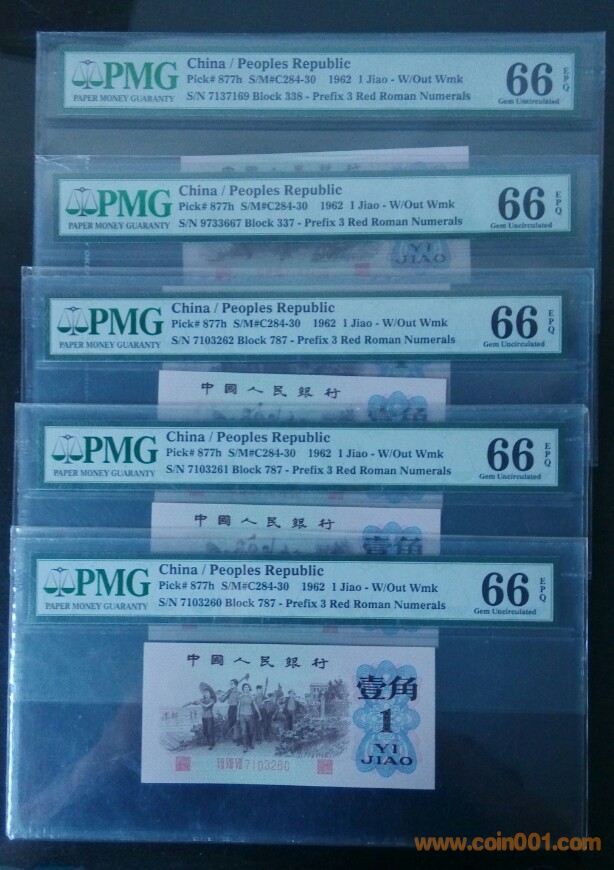 PMG
PAPER MONEY GUARANTY
China / Peoples Republic
Pick# 877h S/M#C284-30 1962 1 Jiao - W/Out Wmk
S/N 7137169 Block 338 - Prefix 3 Red Roman Numerals
66 EPQ
Gem Uncirculated
PMG
PAPER MONEY GUARANTY
China / Peoples Republic
Pick# 877h S/M#C284-30 1962 1 Jiao - W/Out Wmk
S/N 9733667 Block 337 - Prefix 3 Red Roman Numerals
66 EPQ
Gem Uncirculated
YI
JIAO
PMG
PAPER MONEY GUARANTY
China / Peoples Republic
Pick# 877h S/M#C284-30 1962 1 Jiao - W/Out Wmk
S/N 7103262 Block 787 - Prefix 3 Red Roman Numerals
66 EPQ
Gem Uncirculated
中國人民銀行
PMG
PAPER MONEY GUARANTY
China / Peoples Republic
Pick# 877h S/M#C284-30 1962 1 Jiao - W/Out Wmk
S/N 7103261 Block 787 - Prefix 3 Red Roman Numerals
66 EPQ
Gem Uncirculated
中國人民銀行
壹角
PMG
PAPER MONEY GUARANTY
China / Peoples Republic
Pick# 877h S/M#C284-30 1962 1 Jiao - W/Out Wmk
S/N 7103260 Block 787 - Prefix 3 Red Roman Numerals
66 EPQ
Gem Uncirculated
中國人民銀行
壹角
1
YI
JIAO
7103260
www.coin001.com